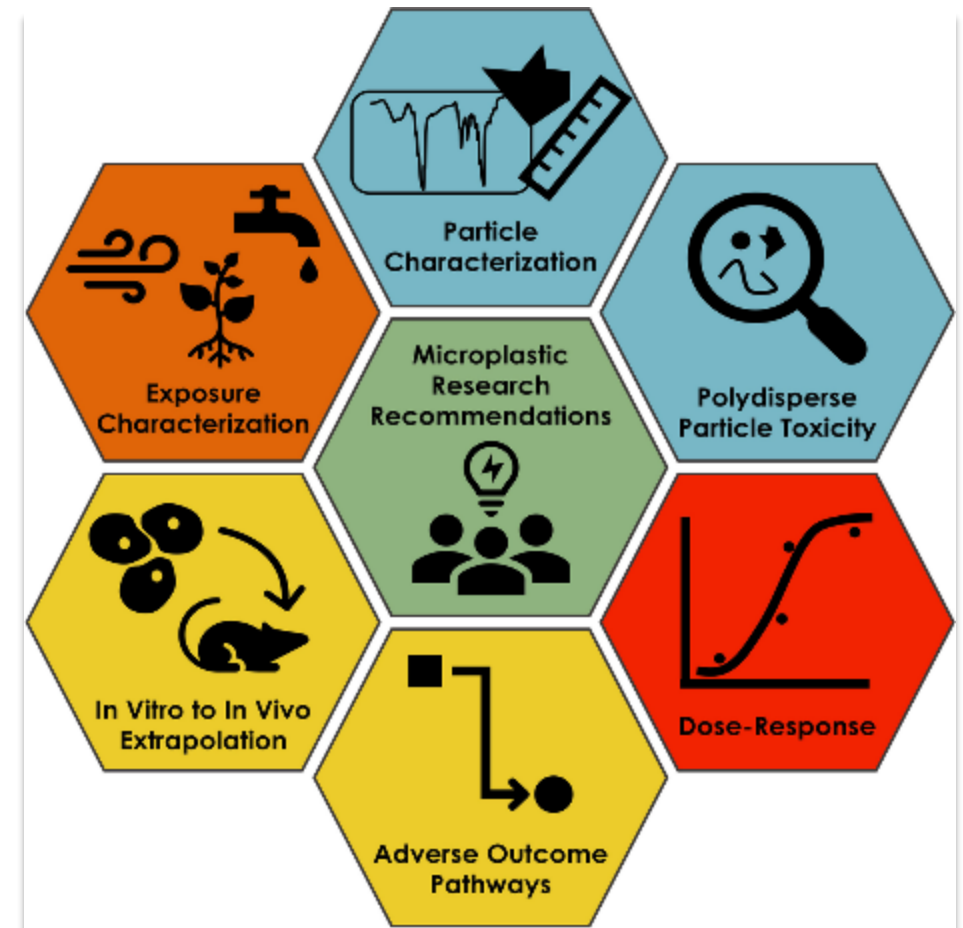 Particle
Characterization
Exposure
Characterization
Microplastic
Research
Recommendations
Polydisperse
Particle Toxicity
In Vitro to In Vivo
Extrapolation
Dose-Response
Adverse Outcome
Pathways